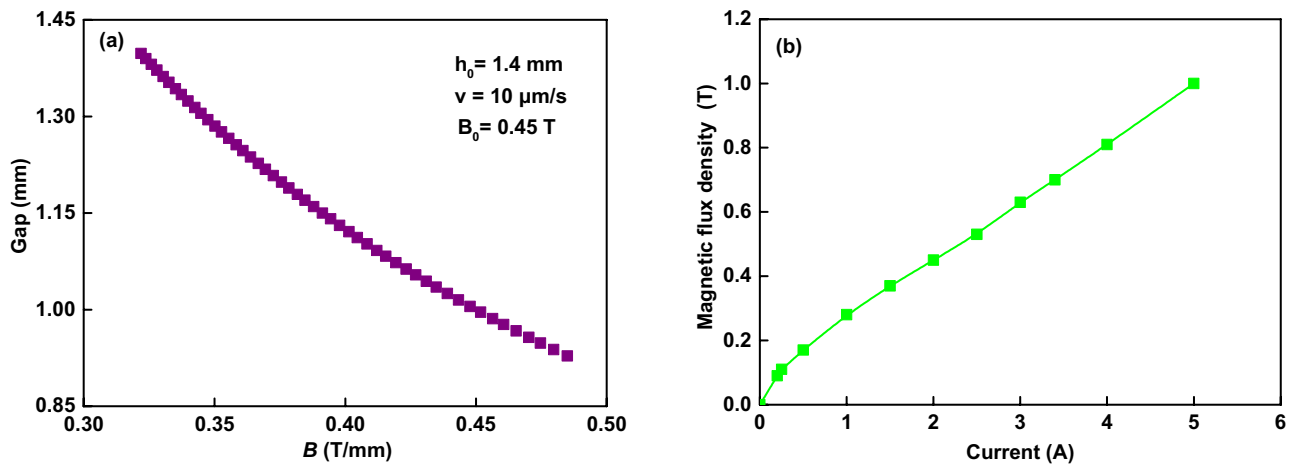 (a)
h₀= 1.4 mm
v = 10 µm/s
B₀= 0.45 T
Gap (mm)
1.45
1.30
1.15
1.00
0.85
0.30 0.35 0.40 0.45 0.50
B (T/mm)
(b)
Magnetic flux density (T)
1.2
1.0
0.8
0.6
0.4
0.2
0.0
0 1 2 3 4 5 6
Current (A)